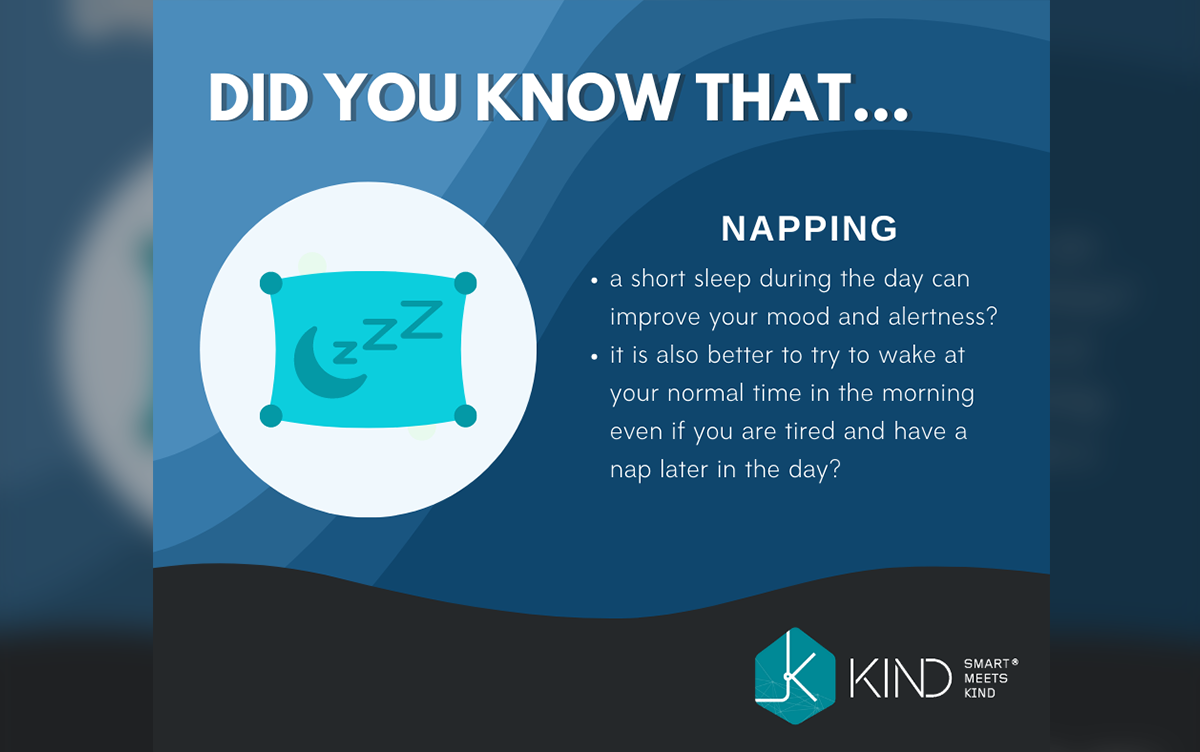 DID YOU KNOW THAT...
zzZ
NAPPING
• a short sleep during the day can
improve your mood and alertness?
• it is also better to try to wake at
your normal time in the morning
even if you are tired and have a
nap later in the day?
K
KIND
SMART®
MEETS
KIND